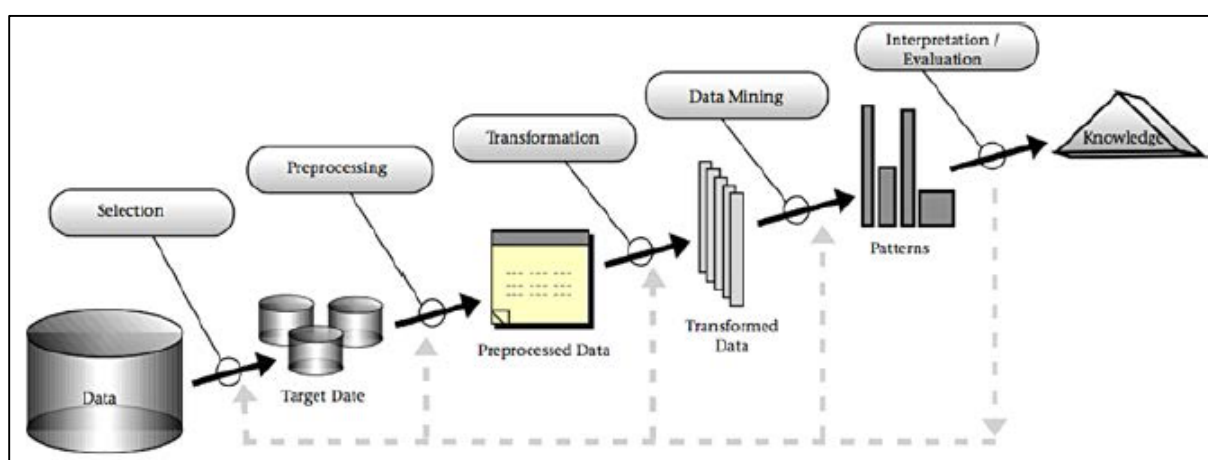 Interpretation /
Evaluation
Data Mining
Knowledge
Transformation
Preprocessing
Selection
Patterns
Transformed
Data
Preprocessed Data
Target Date
Data